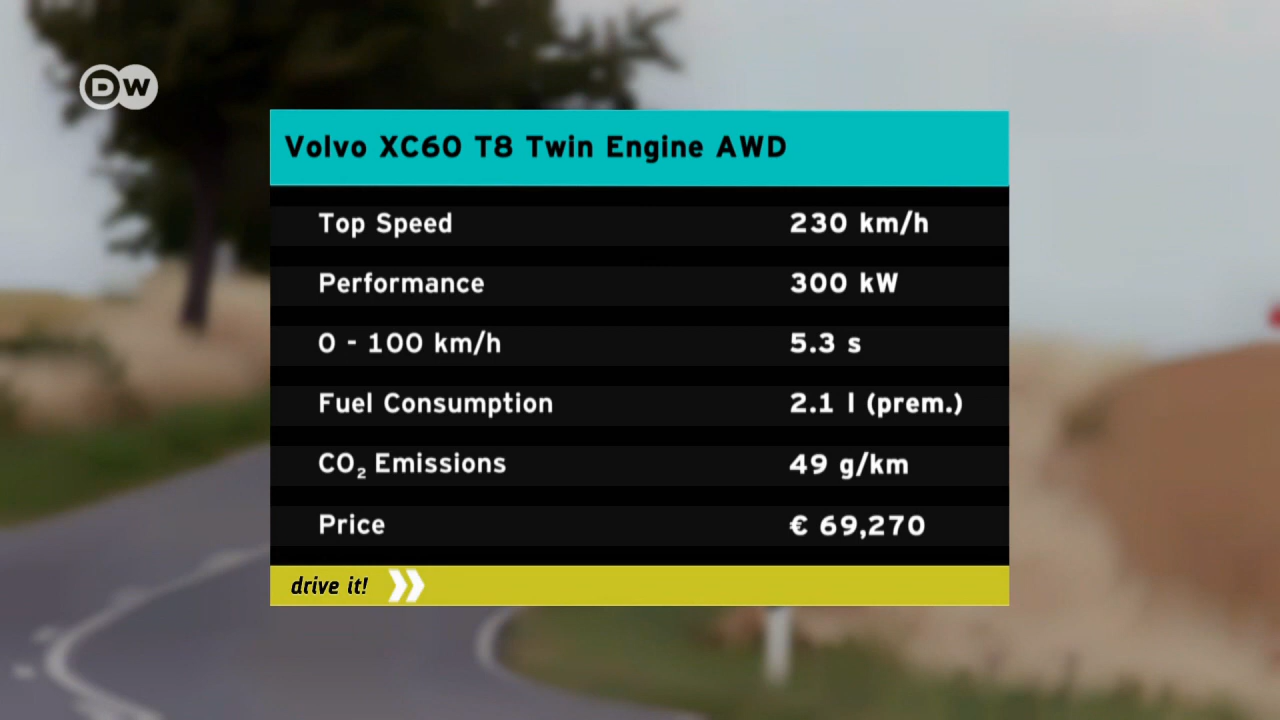 DW
Volvo XC60 T8 Twin Engine AWD
Top Speed 230 km/h
Performance 300 kW
0 - 100 km/h 5.3 s
Fuel Consumption 2.1 l (prem.)
CO₂ Emissions 49 g/km
Price € 69,270
drive it!